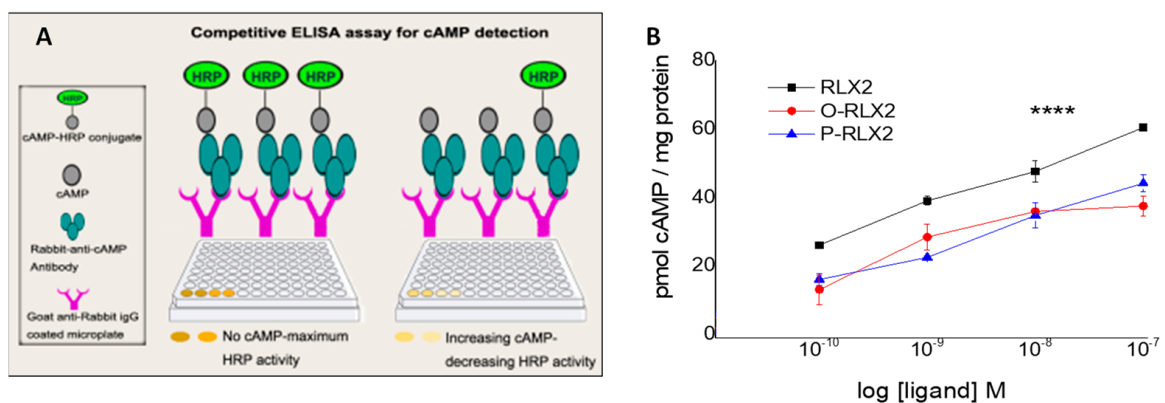 A
Competitive ELISA assay for cAMP detection
HRP
HRP
HRP
HRP
HRP
cAMP-HRP conjugate
cAMP
Rabbit-anti-cAMP
Antibody
Goat anti-Rabbit igG
coated microplate
No cAMP-maximum
HRP activity
Increasing cAMP-
decreasing HRP activity
B
pmol cAMP / mg protein
80
60
40
20
0
RLX2
O-RLX2
P-RLX2
****
10⁻¹⁰ 10⁻⁹ 10⁻⁸ 10⁻⁷
log [ligand] M